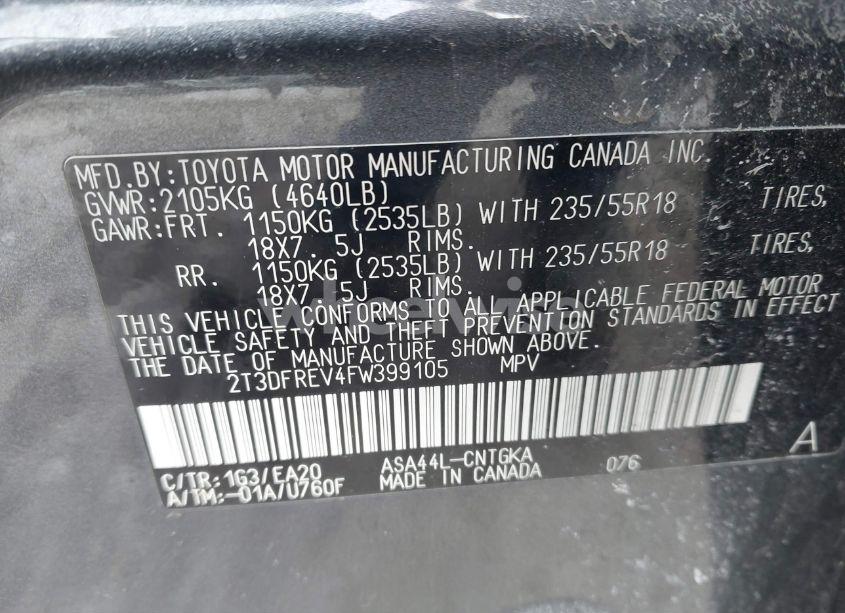 MFD. BY: TOYOTA MOTOR MANUFACTURING CANADA INC.
GVWR: 2105KG (4640LB)
GAWR: FRT. 1150KG (2535LB) WITH 235/55R18 TIRES,
18X7. 5J RIMS.
RR. 1150KG (2535LB) WITH 235/55R18 TIRES,
18X7. 5J RIMS.
THIS VEHICLE CONFORMS TO ALL APPLICABLE FEDERAL MOTOR
VEHICLE SAFETY AND THEFT PREVENTION STANDARDS IN EFFECT
THE DATE OF MANUFACTURE SHOWN ABOVE.
2T3DFREV4FW399105 MPV
A
C/TR: 1G3/EA20 ASA44L-CNTGKA 076
A/TM: -01A/U760F MADE IN CANADA